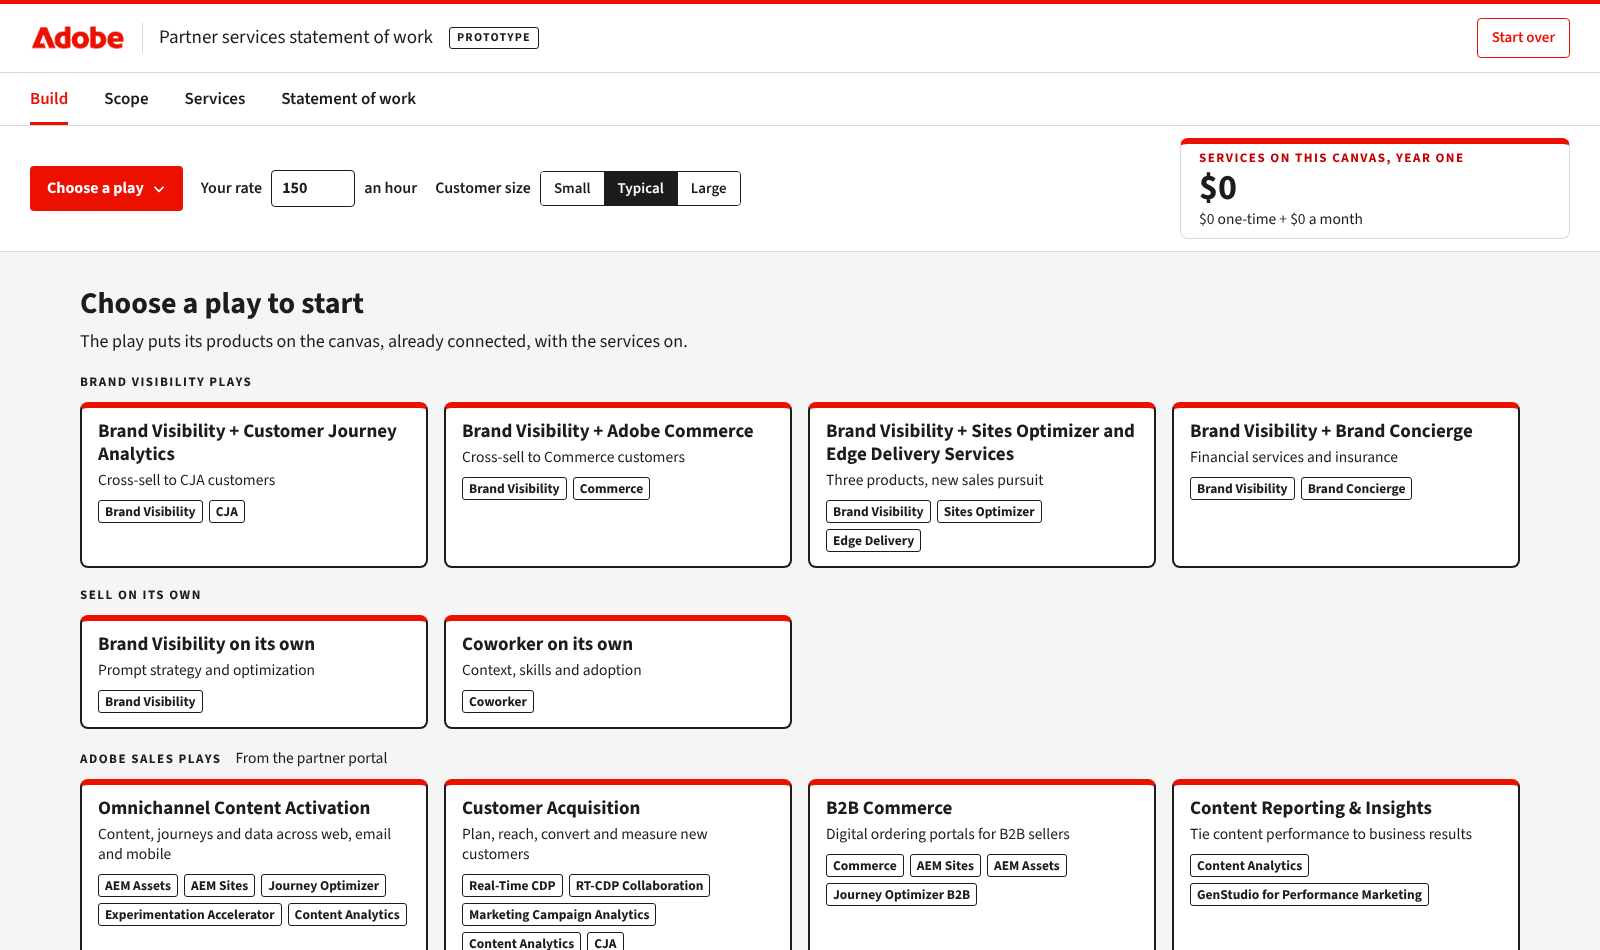 Adobe
Partner services statement of work
PROTOTYPE
Start over
Build
Scope
Services
Statement of work
Choose a play
Your rate
150
an hour
Customer size
Small
Typical
Large
SERVICES ON THIS CANVAS, YEAR ONE
$0
$0 one-time + $0 a month
Choose a play to start
The play puts its products on the canvas, already connected, with the services on.
BRAND VISIBILITY PLAYS
Brand Visibility + Customer Journey
Analytics
Cross-sell to CJA customers
Brand Visibility
CJA
Brand Visibility + Adobe Commerce
Cross-sell to Commerce customers
Brand Visibility
Commerce
Brand Visibility + Sites Optimizer and
Edge Delivery Services
Three products, new sales pursuit
Brand Visibility
Sites Optimizer
Edge Delivery
Brand Visibility + Brand Concierge
Financial services and insurance
Brand Visibility
Brand Concierge
SELL ON ITS OWN
Brand Visibility on its own
Prompt strategy and optimization
Brand Visibility
Coworker on its own
Context, skills and adoption
Coworker
ADOBE SALES PLAYS
From the partner portal
Omnichannel Content Activation
Content, journeys and data across web, email
and mobile
AEM Assets
AEM Sites
Journey Optimizer
Experimentation Accelerator
Content Analytics
Customer Acquisition
Plan, reach, convert and measure new
customers
Real-Time CDP
RT-CDP Collaboration
Marketing Campaign Analytics
Content Analytics
CJA
B2B Commerce
Digital ordering portals for B2B sellers
Commerce
AEM Sites
AEM Assets
Journey Optimizer B2B
Content Reporting & Insights
Tie content performance to business results
Content Analytics
GenStudio for Performance Marketing